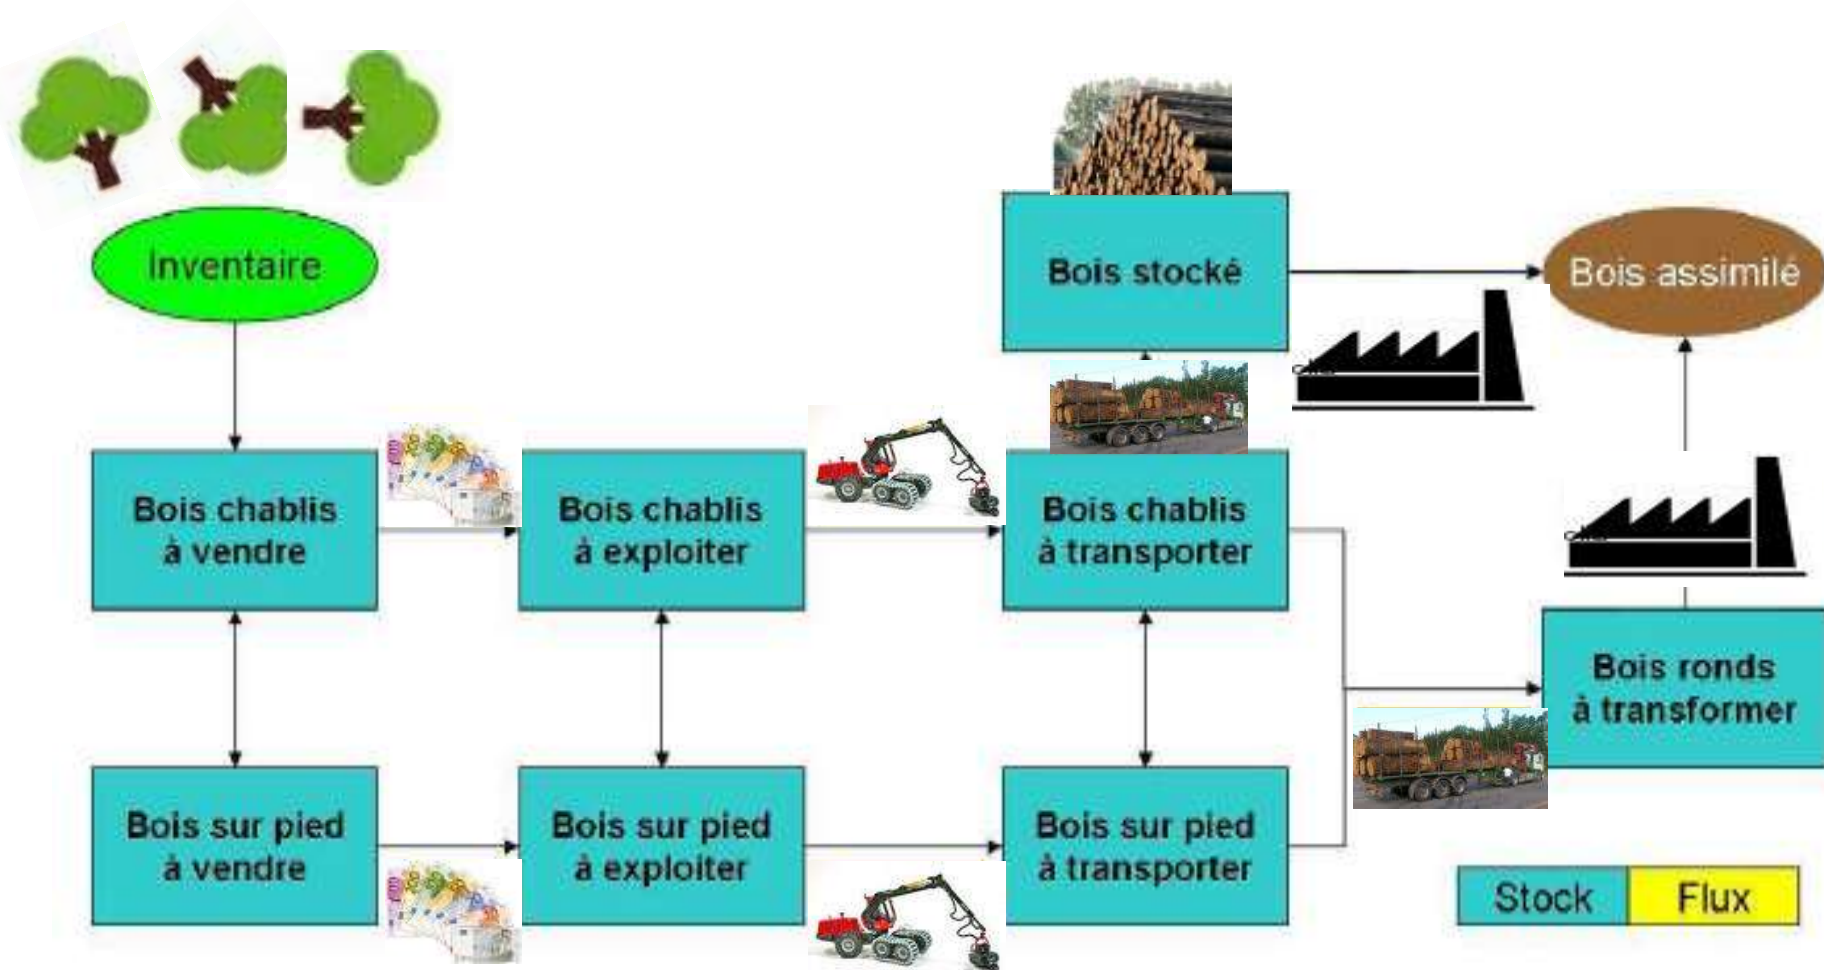 Inventaire
Bois stocké
Bois assimilé
Bois chablis
à vendre
Bois chablis
à exploiter
Bois chablis
à transporter
Bois ronds
à transformer
Bois sur pied
à vendre
Bois sur pied
à exploiter
Bois sur pied
à transporter
Stock
Flux